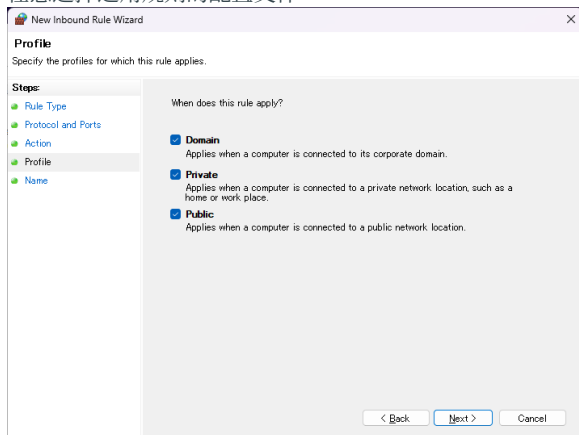 New Inbound Rule Wizard
Profile
Specify the profiles for which this rule applies.
Steps:
Rule Type
Protocol and Ports
Action
Profile
Name
When does this rule apply?
Domain
Applies when a computer is connected to its corporate domain.
Private
Applies when a computer is connected to a private network location, such as a
home or work place.
Public
Applies when a computer is connected to a public network location.
< Back
Next >
Cancel